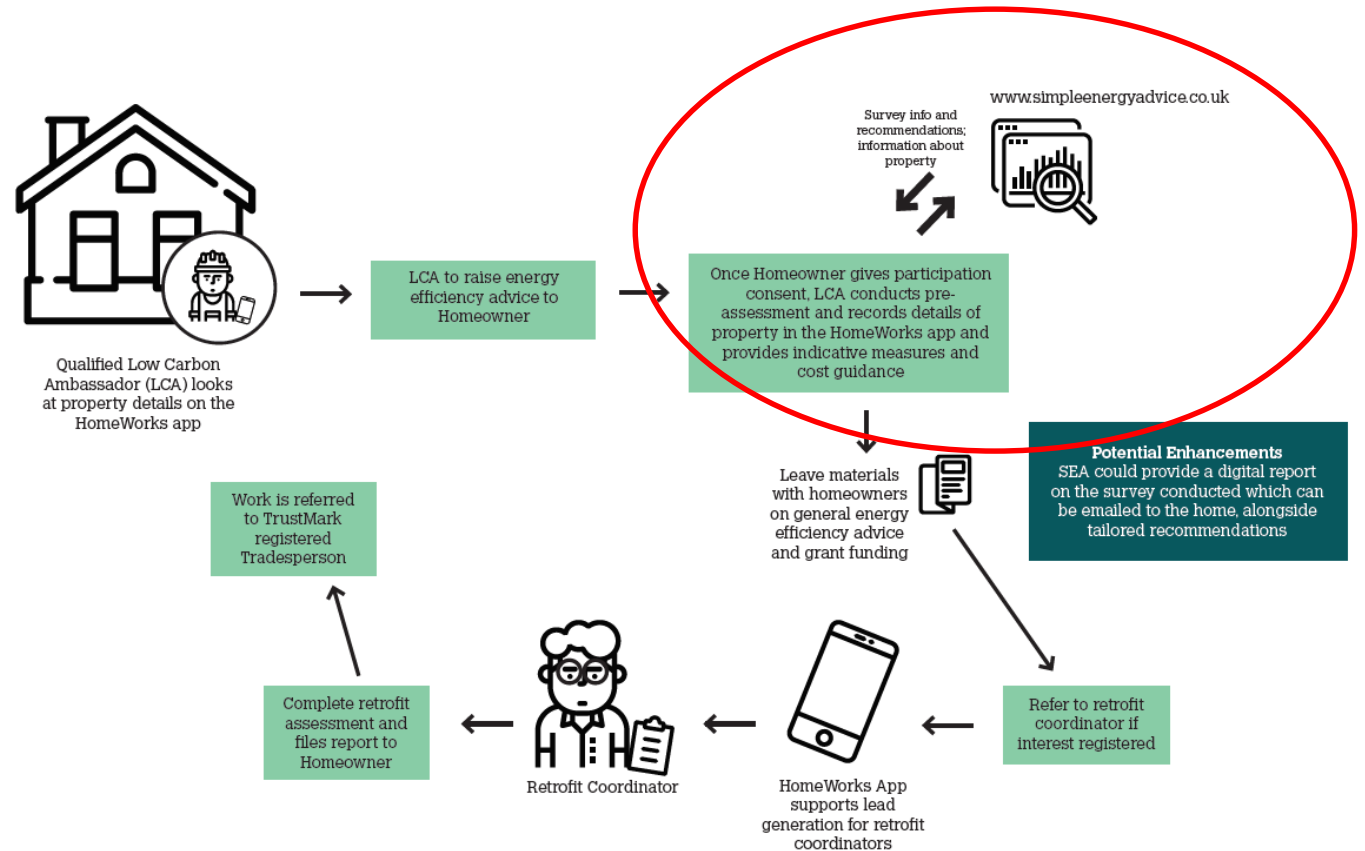 www.simpleenergyadvice.co.uk
Survey info and
recommendations;
information about
property
Qualified Low Carbon
Ambassador (LCA) looks
at property details on the
HomeWorks app
LCA to raise energy
efficiency advice to
Homeowner
Once Homeowner gives participation
consent, LCA conducts pre-
assessment and records details of
property in the HomeWorks app and
provides indicative measures and
cost guidance
Leave materials
with homeowners
on general energy
efficiency advice
and grant funding
Potential Enhancements
SEA could provide a digital report
on the survey conducted which can
be emailed to the home, alongside
tailored recommendations
Refer to retrofit
coordinator if
interest registered
HomeWorks App
supports lead
generation for retrofit
coordinators
Retrofit Coordinator
Complete retrofit
assessment and
files report to
Homeowner
Work is referred
to TrustMark
registered
Tradesperson